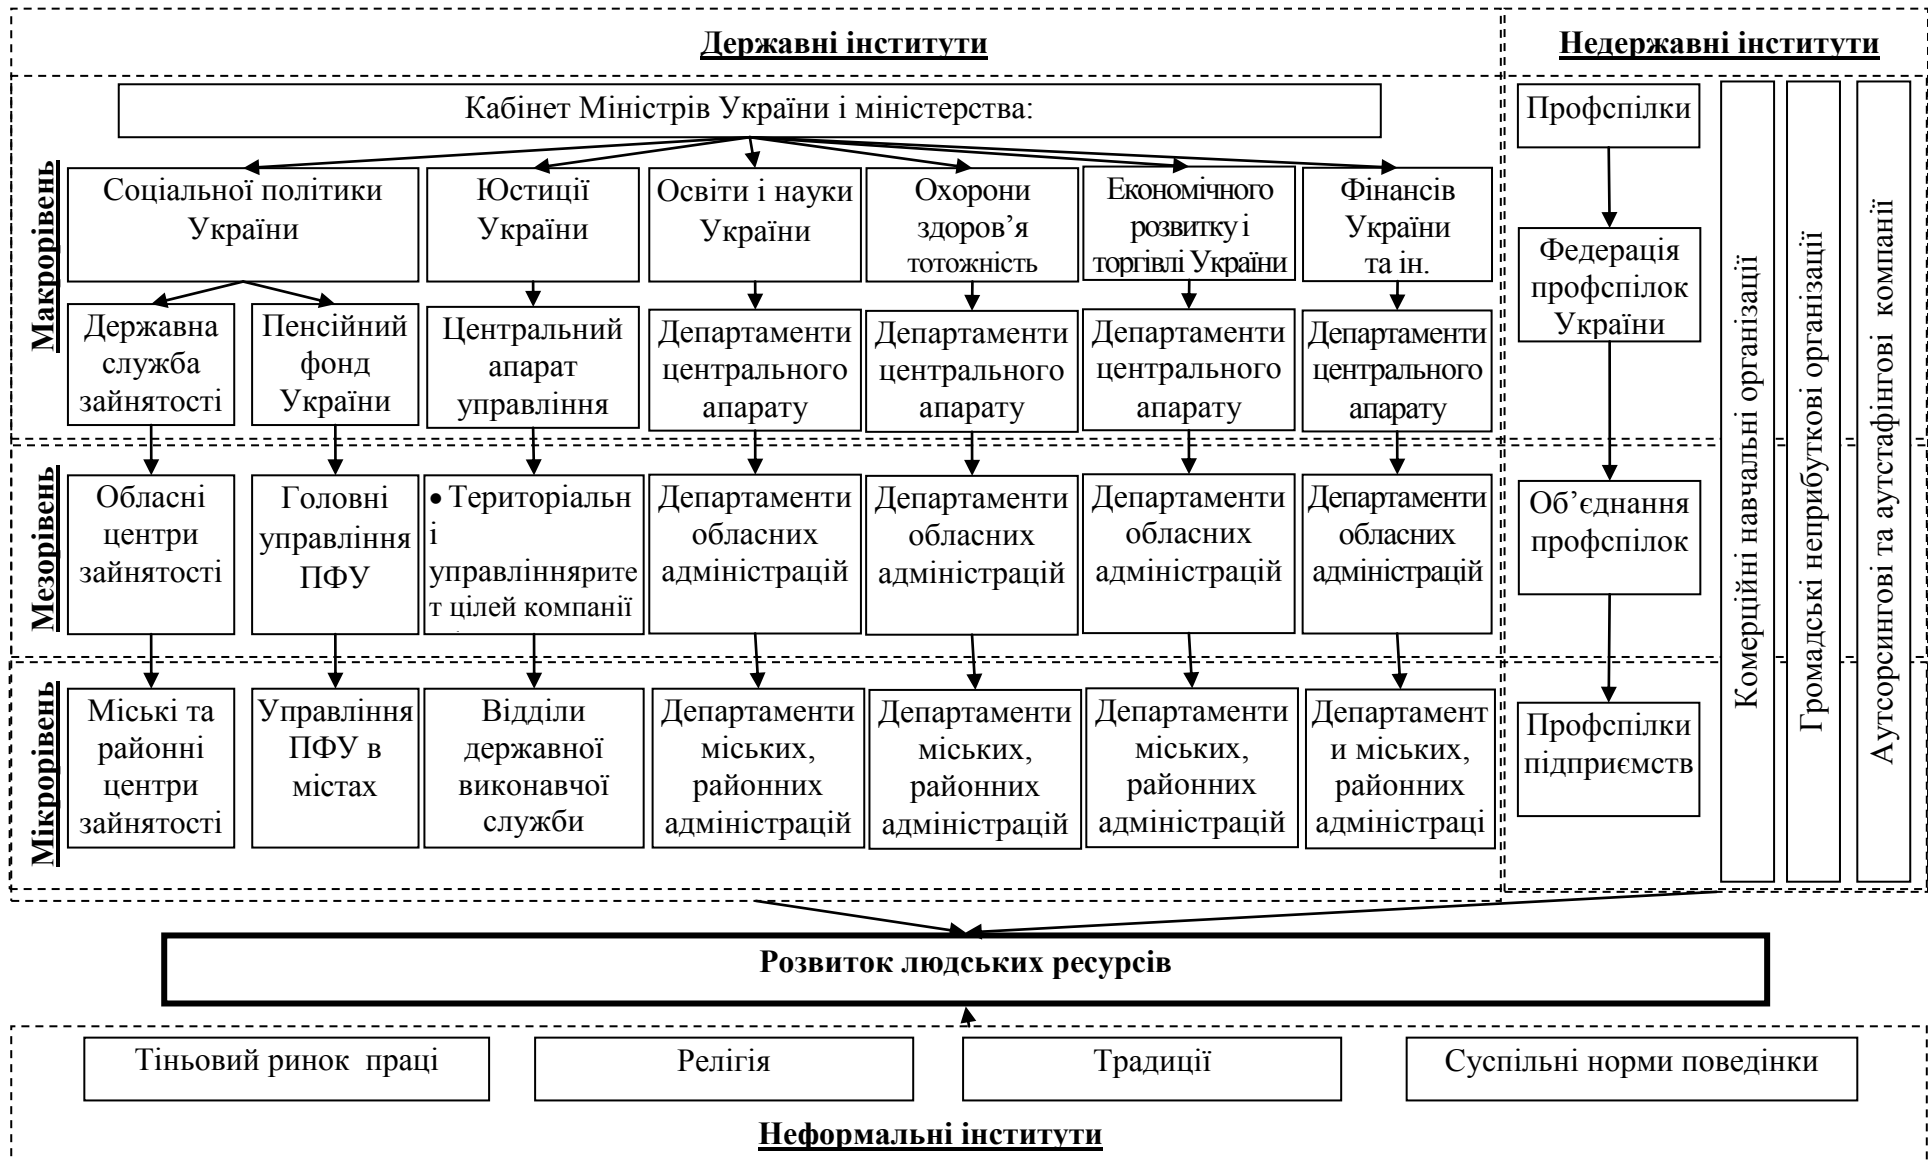 Державні інститути
Недержавні інститути
Макрорівень
Кабінет Міністрів України і міністерства:
Соціальної політики
України
Юстиції
України
Освіти і науки
України
Охорони
здоров’я
тотожність
Економічного
розвитку і
торгівлі України
Фінансів
України
та ін.
Державна
служба
зайнятості
Пенсійний
фонд
України
Центральний
апарат
управління
Департаменти
центрального
апарату
Департаменти
центрального
апарату
Департаменти
центрального
апарату
Департаменти
центрального
апарату
Мезорівень
Обласні
центри
зайнятості
Головні
управління
ПФУ
• Територіальн
і
управліннярите
т цілей компанії
Департаменти
обласних
адміністрацій
Департаменти
обласних
адміністрацій
Департаменти
обласних
адміністрацій
Департаменти
обласних
адміністрацій
Мікрорівень
Міські та
районні
центри
зайнятості
Управління
ПФУ в
містах
Відділи
державної
виконавчої
служби
Департаменти
міських,
районних
адміністрацій
Департаменти
міських,
районних
адміністрацій
Департаменти
міських,
районних
адміністрацій
Департамент
и міських,
районних
адміністраці
Профспілки
Федерація
профспілок
України
Об’єднання
профспілок
Профспілки
підприємств
Комерційні навчальні організації
Громадські неприбуткові організації
Аутсорсингові та аутстафінгові компанії
Розвиток людських ресурсів
Тіньовий ринок праці
Релігія
Традиції
Суспільні норми поведінки
Неформальні інститути